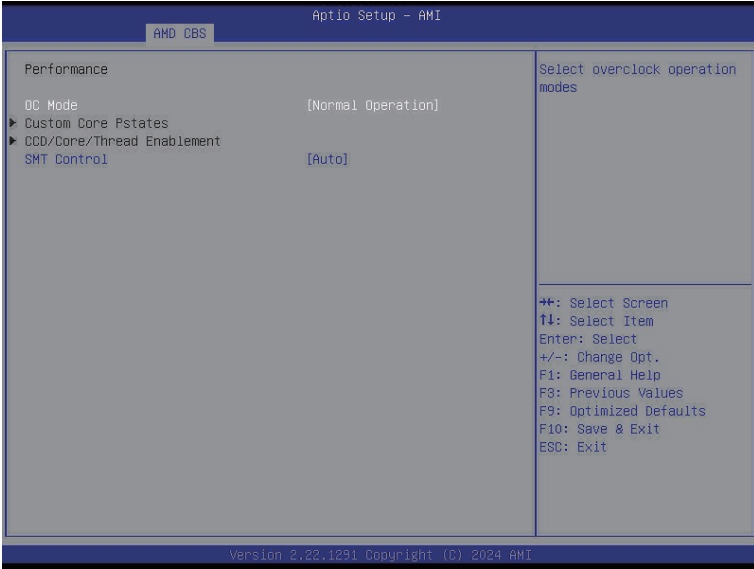 Aptio Setup – AMI
AMD CBS
Performance
OC Mode [Normal Operation]
Custom Core Pstates
CCD/Core/Thread Enablement
SMT Control [Auto]
Select overclock operation
modes
→←: Select Screen
↑↓: Select Item
Enter: Select
+/-: Change Opt.
F1: General Help
F3: Previous Values
F9: Optimized Defaults
F10: Save & Exit
ESC: Exit
Version 2.22.1291 Copyright (C) 2024 AMI